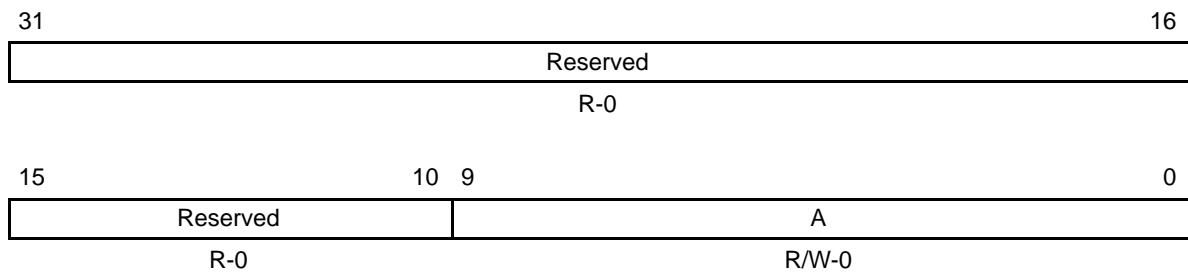 31 16
Reserved
R-0
15 10 9 0
Reserved A
R-0 R/W-0